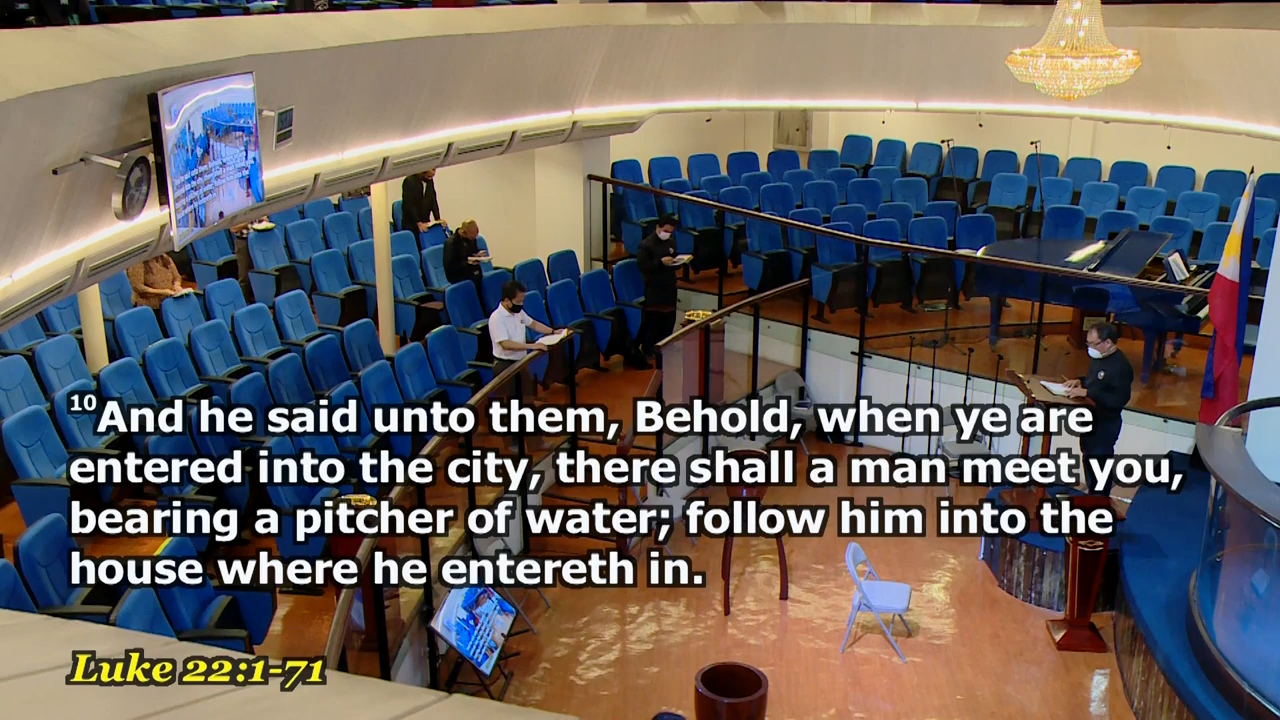 10And he said unto them, Behold, when ye are
entered into the city, there shall a man meet you,
bearing a pitcher of water; follow him into the
house where he entereth in.
Luke 22:1-71